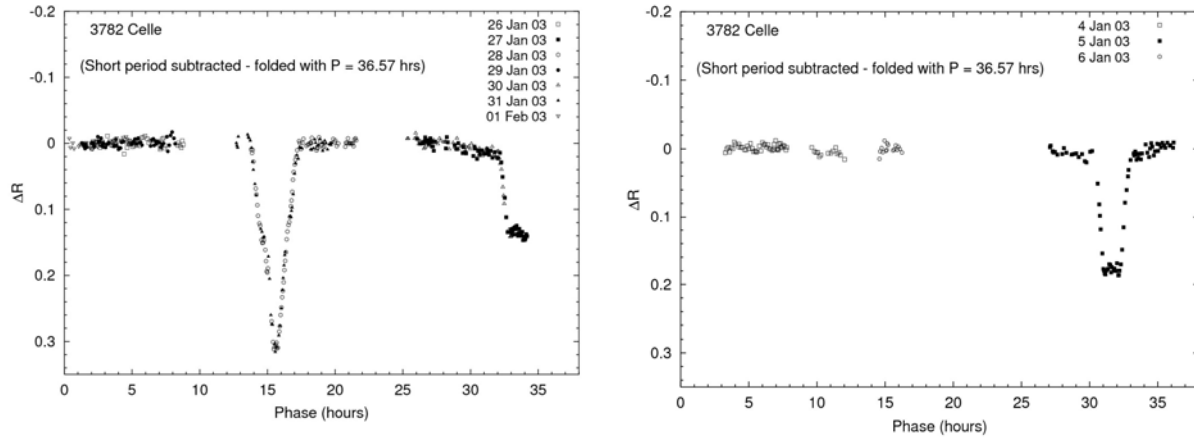 3782 Celle
(Short period subtracted - folded with P = 36.57 hrs)
26 Jan 03
27 Jan 03
28 Jan 03
29 Jan 03
30 Jan 03
31 Jan 03
01 Feb 03
-0.2
-0.1
0
0.1
0.2
0.3
ΔR
0 5 10 15 20 25 30 35
Phase (hours)
3782 Celle
(Short period subtracted - folded with P = 36.57 hrs)
4 Jan 03
5 Jan 03
6 Jan 03
-0.2
-0.1
0
0.1
0.2
0.3
ΔR
0 5 10 15 20 25 30 35
Phase (hours)